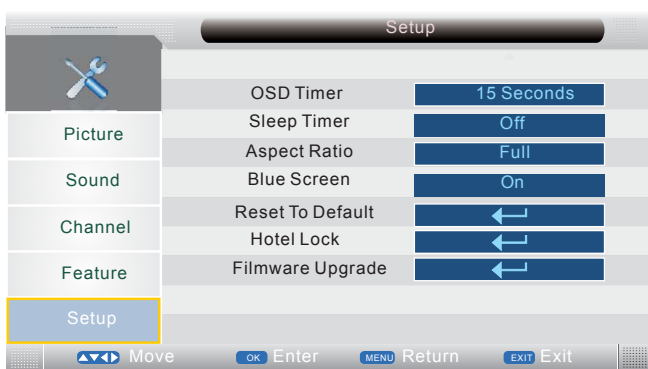 Setup
OSD Timer 15 Seconds
Sleep Timer Off
Aspect Ratio Full
Blue Screen On
Reset To Default
Hotel Lock
Filmware Upgrade
Picture
Sound
Channel
Feature
Setup
Move OK Enter MENU Return EXIT Exit